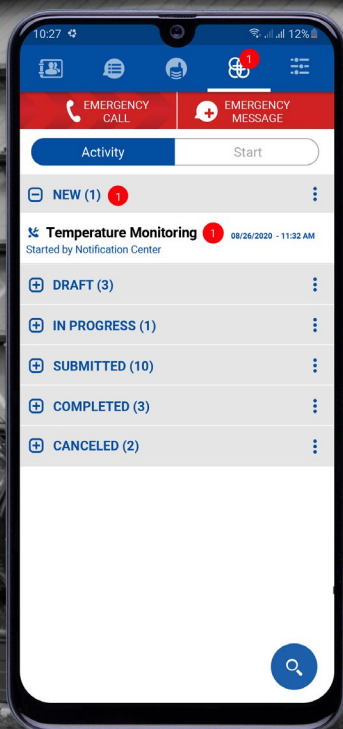 10:27
12%
1
EMERGENCY
CALL
EMERGENCY
MESSAGE
Activity
Start
NEW (1) 1
Temperature Monitoring 1 08/26/2020 - 11:32 AM
Started by Notification Center
DRAFT (3)
IN PROGRESS (1)
SUBMITTED (10)
COMPLETED (3)
CANCELED (2)